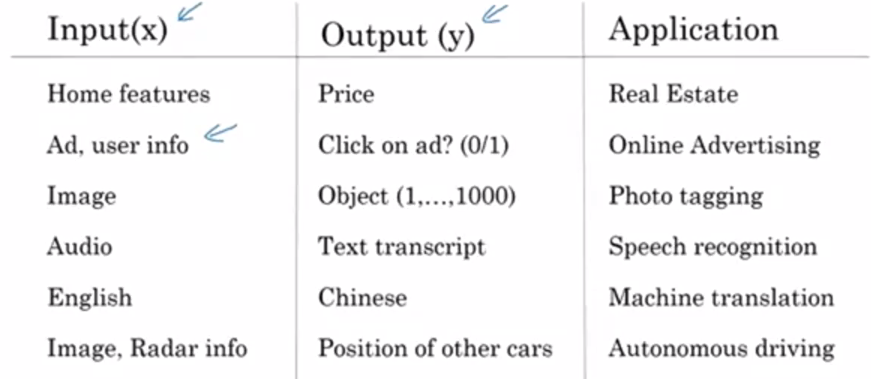 Input(x) Output (y) Application
Home features Price Real Estate
Ad, user info Click on ad? (0/1) Online Advertising
Image Object (1,...,1000) Photo tagging
Audio Text transcript Speech recognition
English Chinese Machine translation
Image, Radar info Position of other cars Autonomous driving